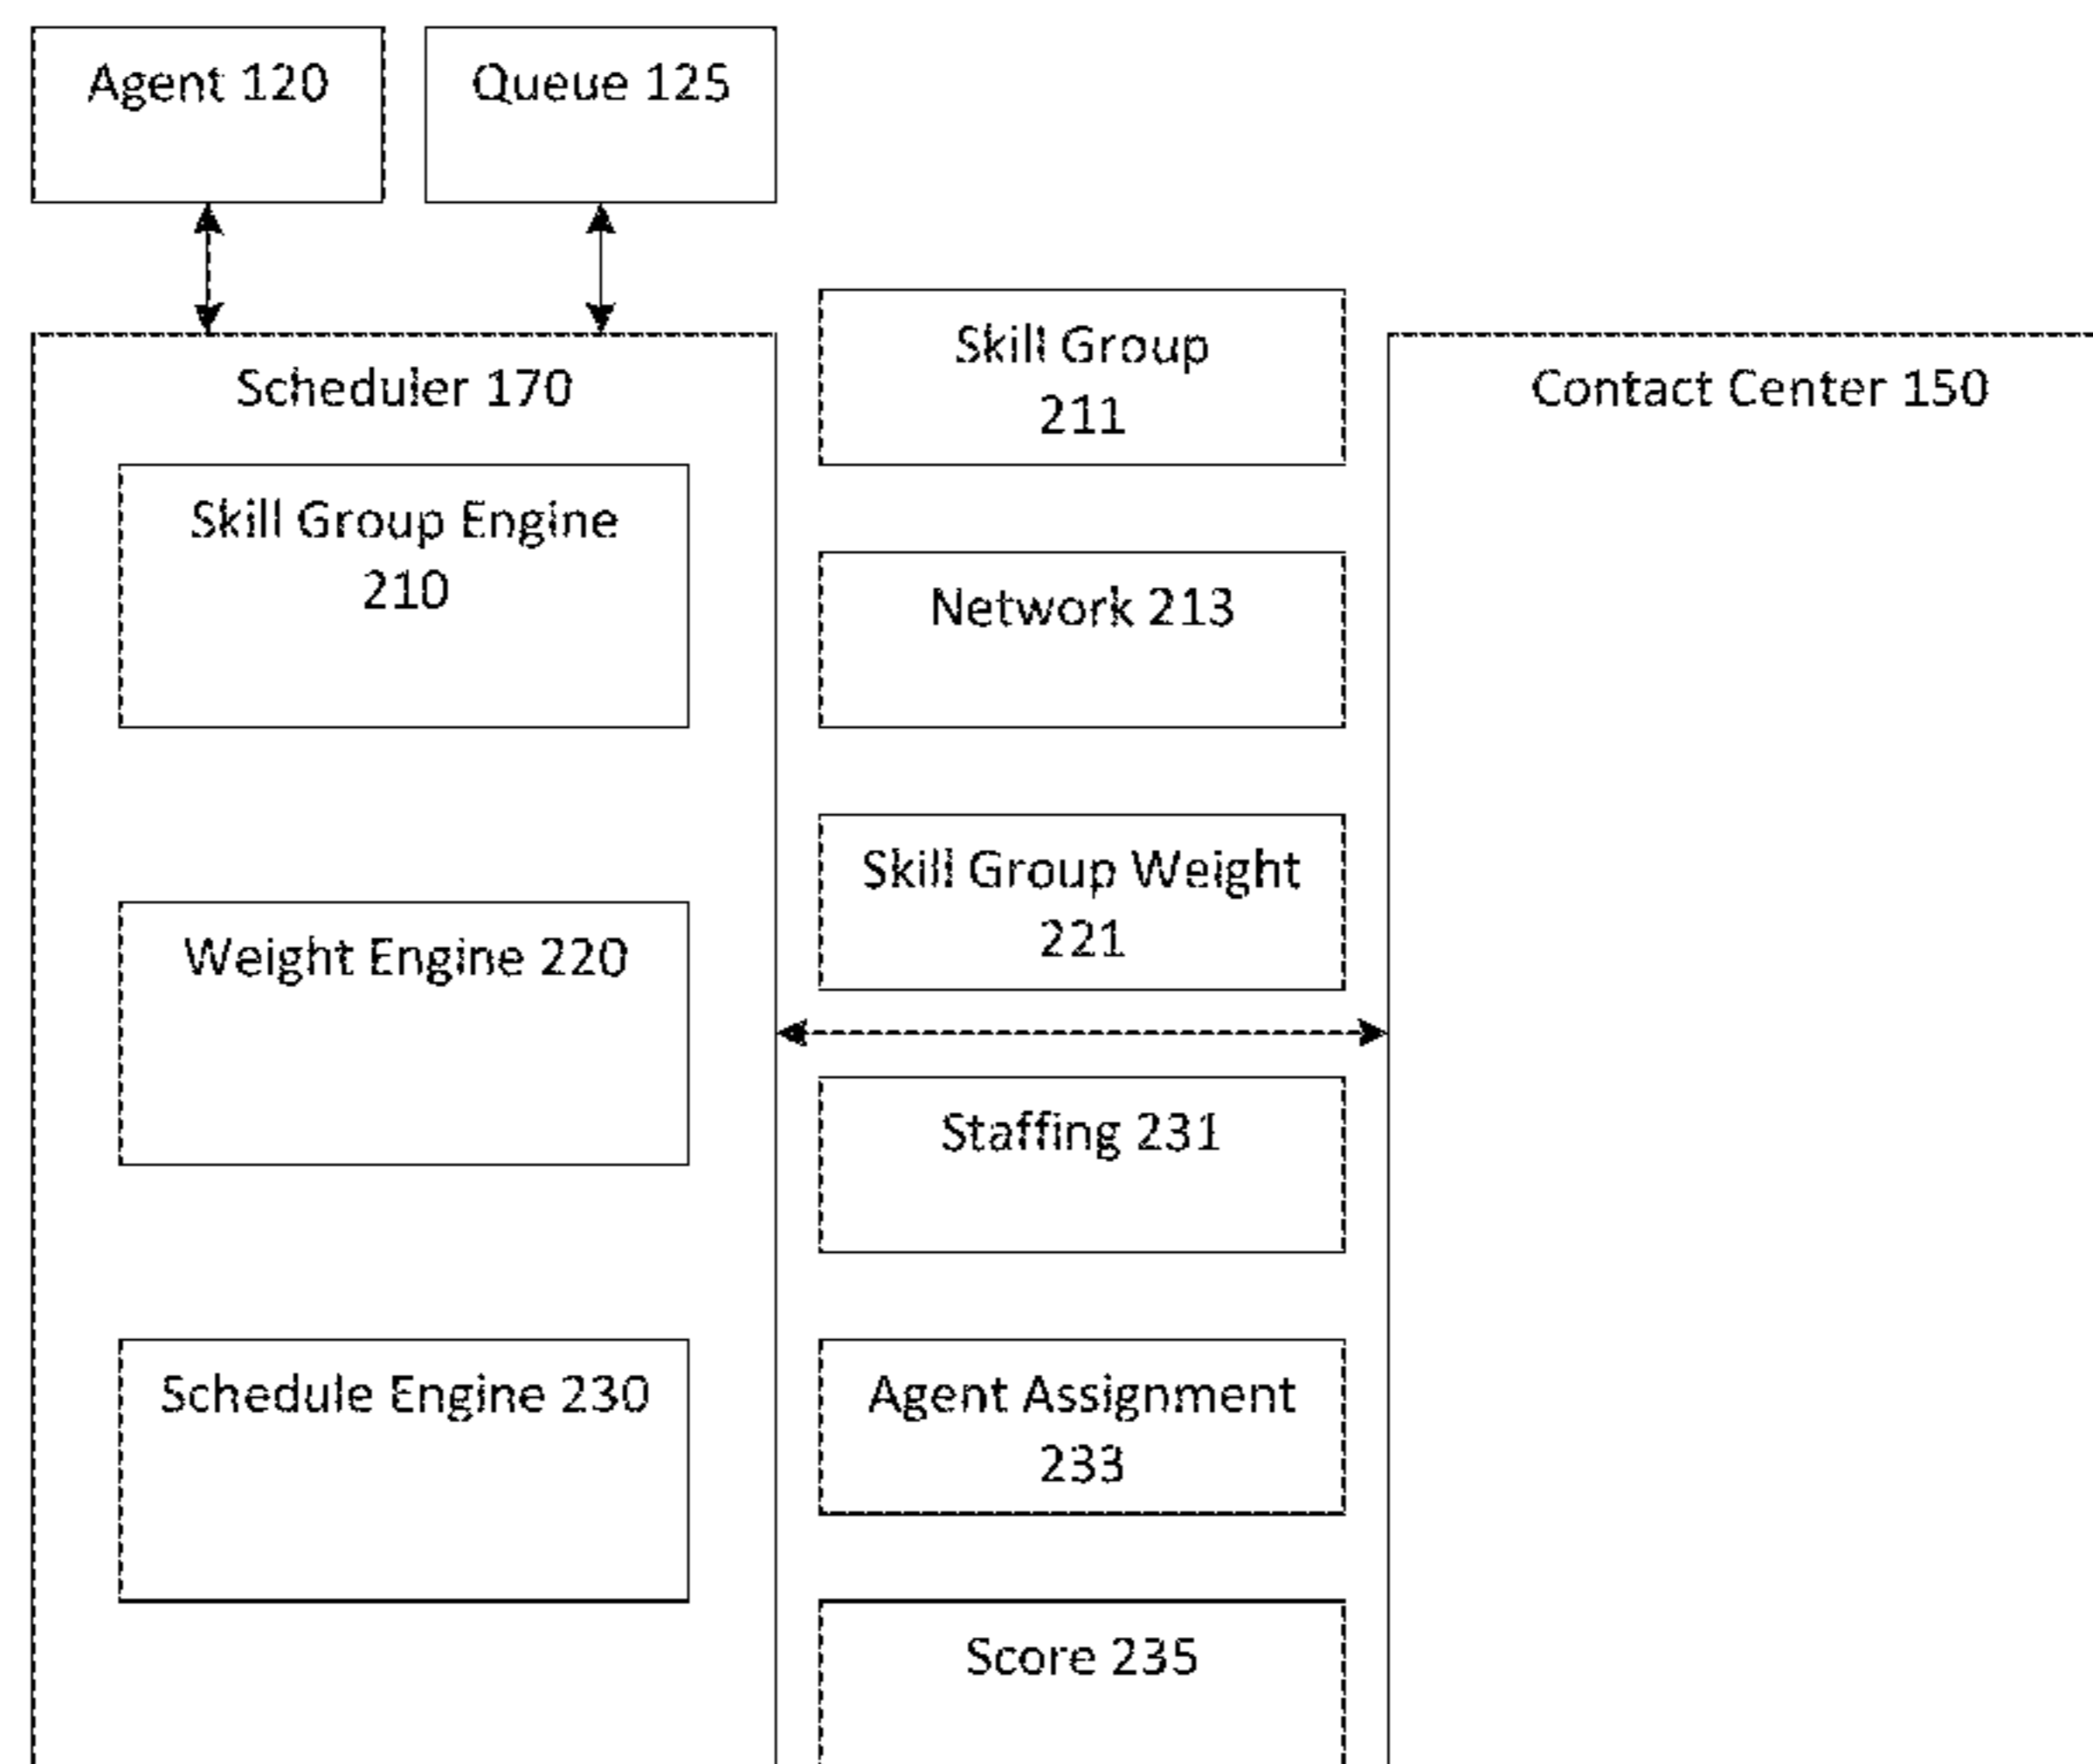 Agent 120
Queue 125
Scheduler 170
Skill Group Engine
210
Weight Engine 220
Schedule Engine 230
Skill Group
211
Network 213
Skill Group Weight
221
Staffing 231
Agent Assignment
233
Score 235
Contact Center 150